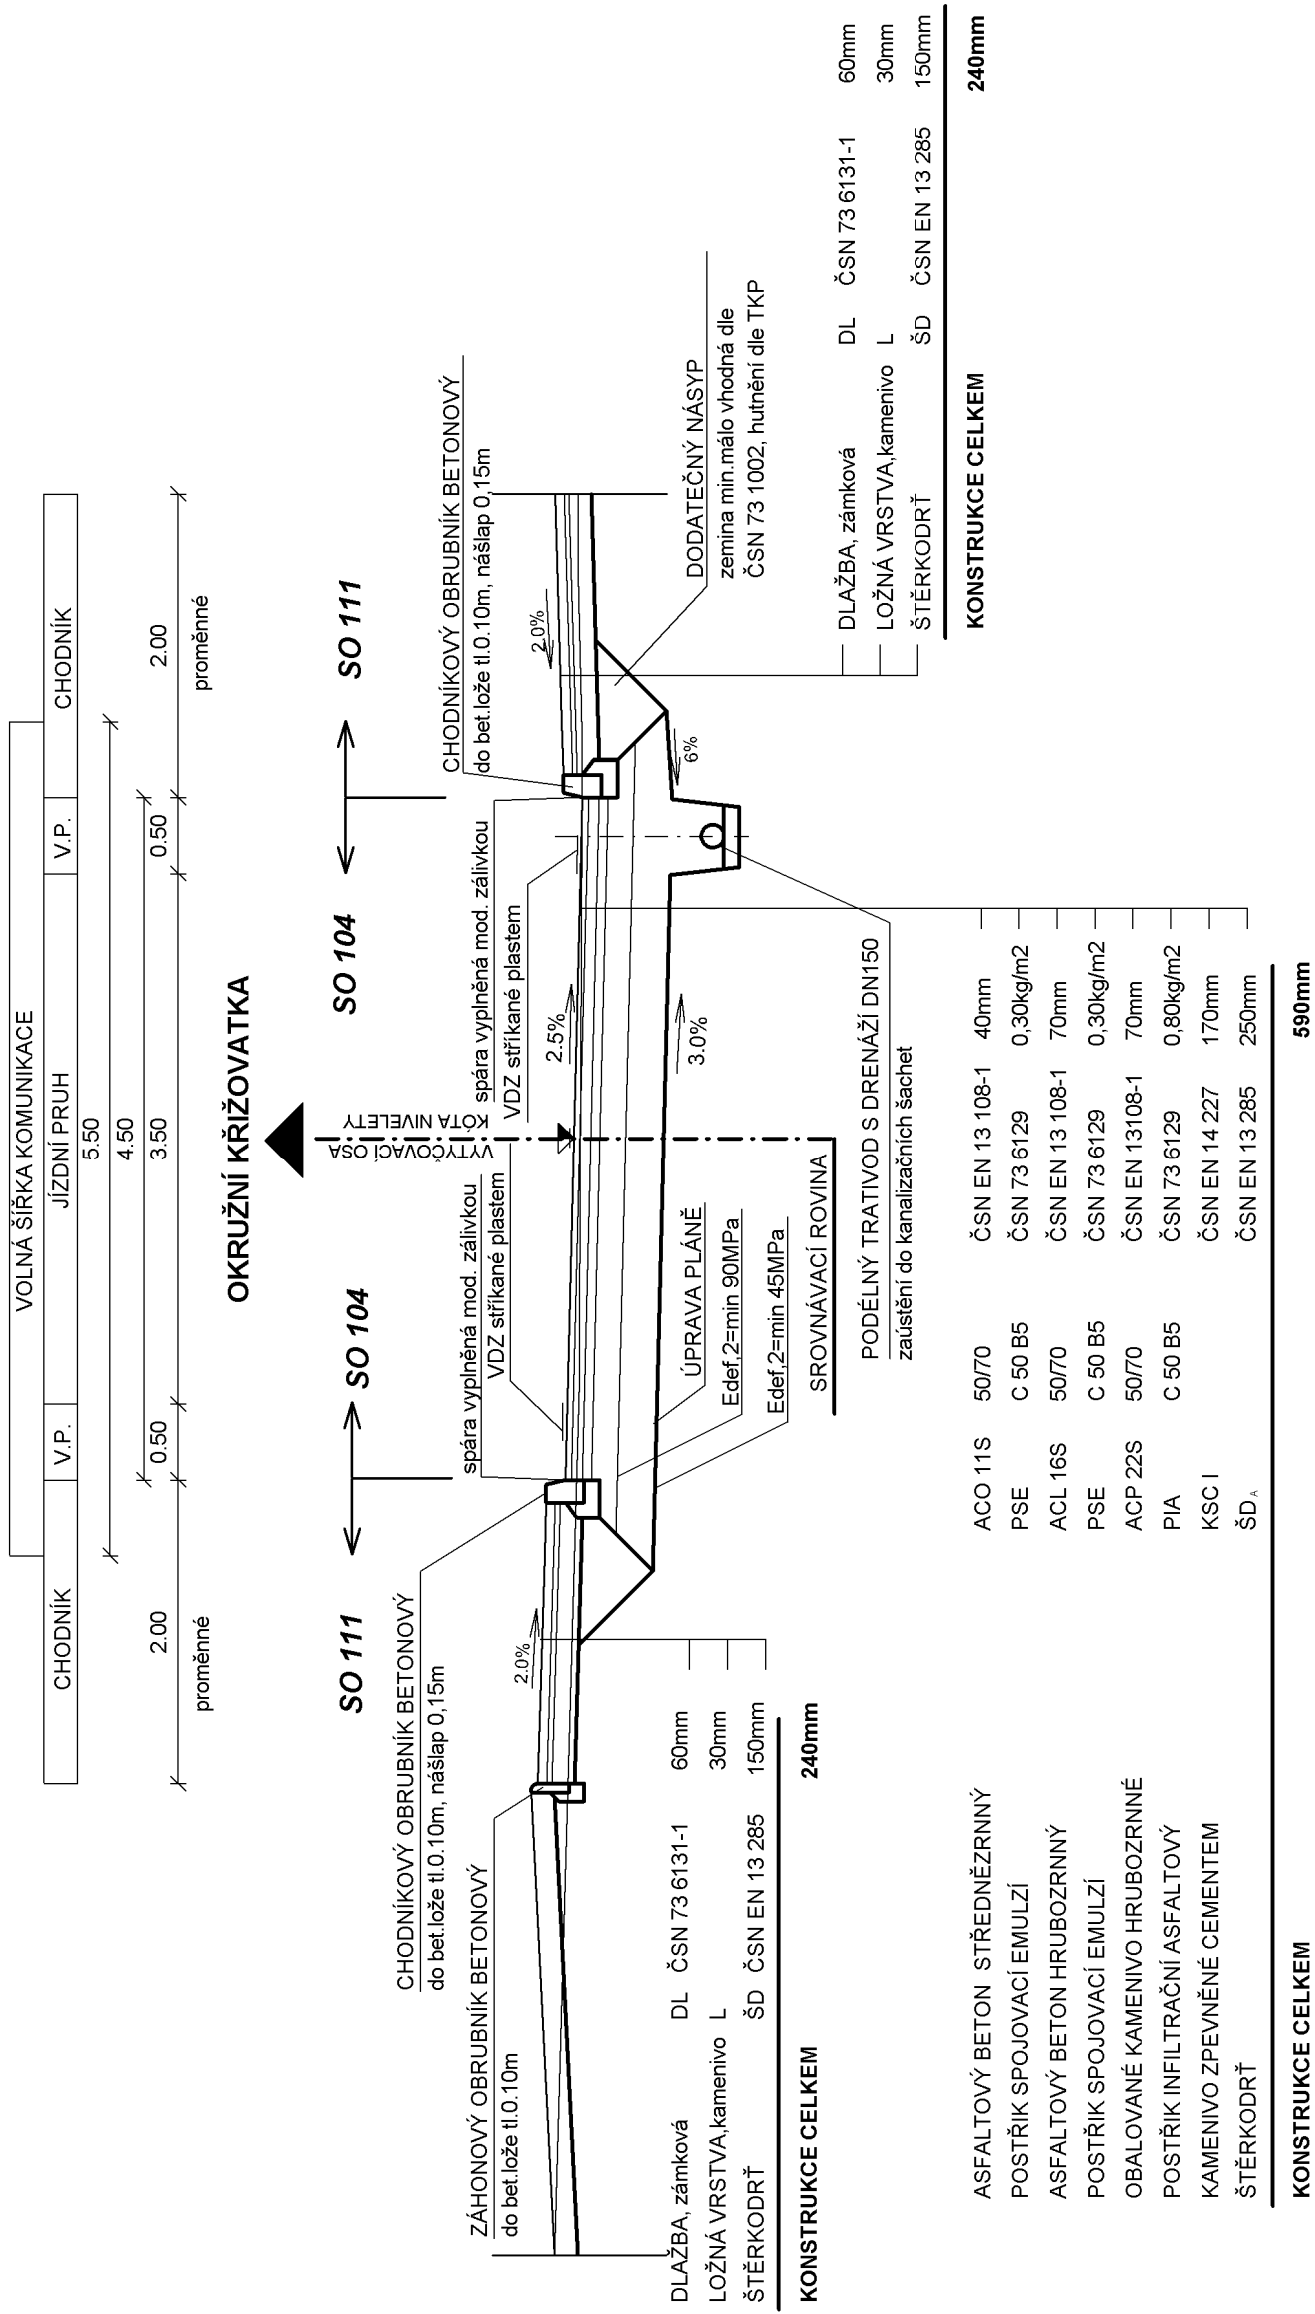 VOLNÁ ŠÍŘKA KOMUNIKACE
CHODNÍK
V.P.
JÍZDNÍ PRUH
V.P.
CHODNÍK
5.50
4.50
2.00
0.50
3.50
0.50
2.00
proměnné
proměnné
OKRUŽNÍ KŘIŽOVATKA
SO 111
SO 104
SO 104
SO 111
VYTYČOVACÍ OSA
KÓTA NIVELETY
CHODNÍKOVÝ OBRUBNÍK BETONOVÝ
do bet.lože tl.0.10m, nášlap 0,15m
ZÁHONOVÝ OBRUBNÍK BETONOVÝ
do bet.lože tl.0.10m
spára vyplněná mod. zálivkou
VDZ stříkané plastem
spára vyplněná mod. zálivkou
VDZ stříkané plastem
CHODNÍKOVÝ OBRUBNÍK BETONOVÝ
do bet.lože tl.0.10m, nášlap 0,15m
2.0%
2.5%
2.0%
3.0%
6%
DODATEČNÝ NÁSYP
zemina min.málo vhodná dle
ČSN 73 1002, hutnění dle TKP
ÚPRAVA PLÁNĚ
Edef,2=min 90MPa
Edef,2=min 45MPa
SROVNÁVACÍ ROVINA
PODÉLNÝ TRATIVOD S DRENÁŽÍ DN150
zaústění do kanalizačních šachet
DLAŽBA, zámková DL ČSN 73 6131-1 60mm
LOŽNÁ VRSTVA,kamenivo L 30mm
ŠTĚRKODRŤ ŠD ČSN EN 13 285 150mm
KONSTRUKCE CELKEM 240mm
DLAŽBA, zámková DL ČSN 73 6131-1 60mm
LOŽNÁ VRSTVA,kamenivo L 30mm
ŠTĚRKODRŤ ŠD ČSN EN 13 285 150mm
KONSTRUKCE CELKEM 240mm
ASFALTOVÝ BETON STŘEDNĚZRNNÝ ACO 11S 50/70 ČSN EN 13 108-1 40mm
POSTŘIK SPOJOVACÍ EMULZÍ PSE C 50 B5 ČSN 73 6129 0,30kg/m2
ASFALTOVÝ BETON HRUBOZRNNÝ ACL 16S 50/70 ČSN EN 13 108-1 70mm
POSTŘIK SPOJOVACÍ EMULZÍ PSE C 50 B5 ČSN 73 6129 0,30kg/m2
OBALOVANÉ KAMENIVO HRUBOZRNNÉ ACP 22S 50/70 ČSN EN 13108-1 70mm
POSTŘIK INFILTRAČNÍ ASFALTOVÝ PIA C 50 B5 ČSN 73 6129 0,80kg/m2
KAMENIVO ZPEVNĚNÉ CEMENTEM KSC I ČSN EN 14 227 170mm
ŠTĚRKODRŤ ŠDA ČSN EN 13 285 250mm
KONSTRUKCE CELKEM 590mm